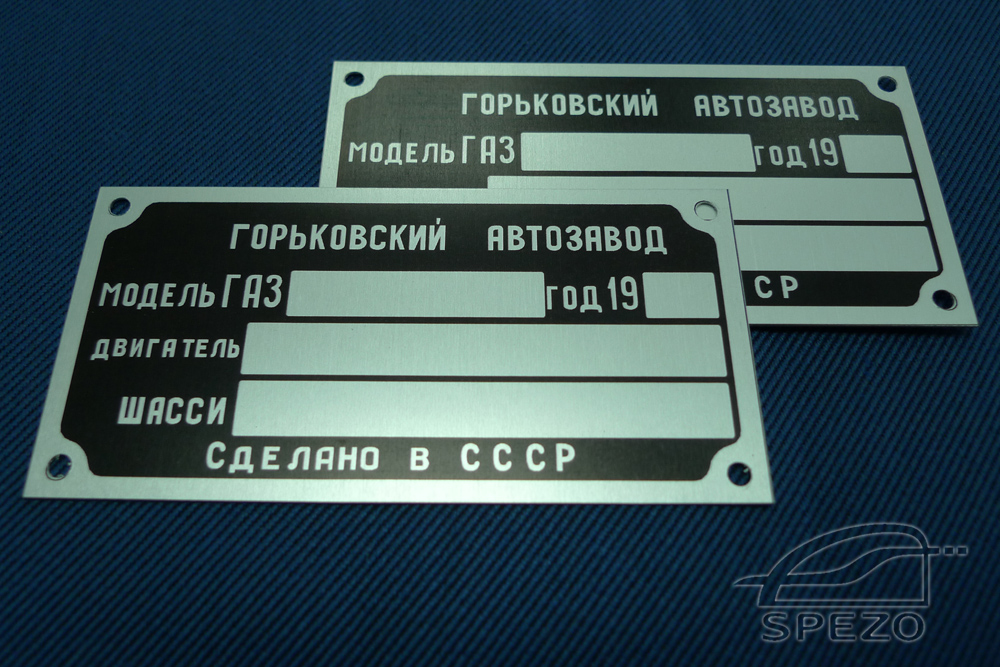 ГОРЬКОВСКИЙ АВТОЗАВОД
МОДЕЛЬ ГАЗ ГОД 19
СР
ГОРЬКОВСКИЙ АВТОЗАВОД
МОДЕЛЬ ГАЗ ГОД 19
ДВИГАТЕЛЬ
ШАССИ
СДЕЛАНО В СССР
SPEZO